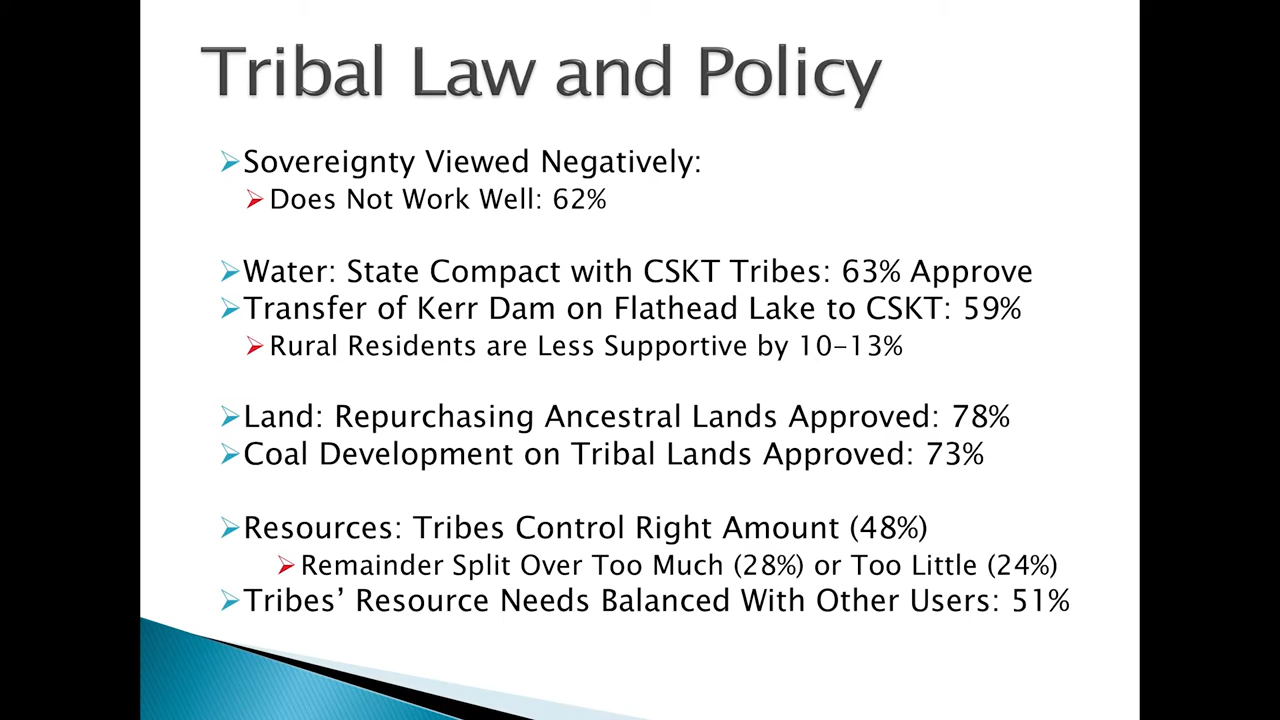 Tribal Law and Policy
Sovereignty Viewed Negatively:
Does Not Work Well: 62%
Water: State Compact with CSKT Tribes: 63% Approve
Transfer of Kerr Dam on Flathead Lake to CSKT: 59%
Rural Residents are Less Supportive by 10-13%
Land: Repurchasing Ancestral Lands Approved: 78%
Coal Development on Tribal Lands Approved: 73%
Resources: Tribes Control Right Amount (48%)
Remainder Split Over Too Much (28%) or Too Little (24%)
Tribes’ Resource Needs Balanced With Other Users: 51%